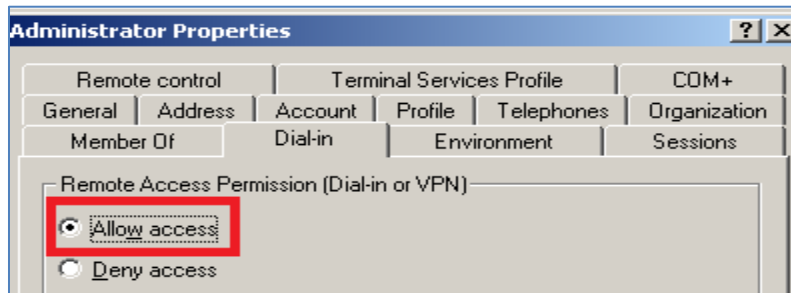 Administrator Properties ? ×
Remote control Terminal Services Profile COM+
General Address Account Profile Telephones Organization
Member Of Dial-in Environment Sessions
Remote Access Permission (Dial-in or VPN)
Allow access
Deny access